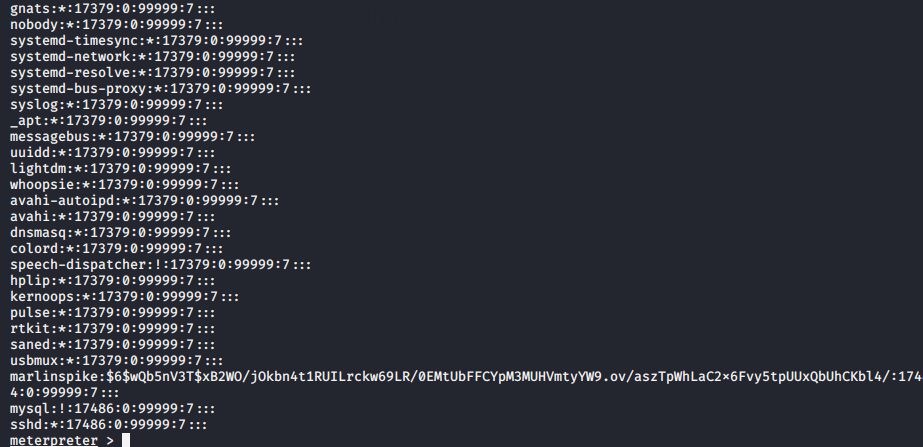 gnats:*:17379:0:99999:7:::
nobody:*:17379:0:99999:7:::
systemd-timesync:*:17379:0:99999:7:::
systemd-network:*:17379:0:99999:7:::
systemd-resolve:*:17379:0:99999:7:::
systemd-bus-proxy:*:17379:0:99999:7:::
syslog:*:17379:0:99999:7:::
_apt:*:17379:0:99999:7:::
messagebus:*:17379:0:99999:7:::
uuidd:*:17379:0:99999:7:::
lightdm:*:17379:0:99999:7:::
whoopsie:*:17379:0:99999:7:::
avahi-autoipd:*:17379:0:99999:7:::
avahi:*:17379:0:99999:7:::
dnsmasq:*:17379:0:99999:7:::
colord:*:17379:0:99999:7:::
speech-dispatcher:!:17379:0:99999:7:::
hplip:*:17379:0:99999:7:::
kernoops:*:17379:0:99999:7:::
pulse:*:17379:0:99999:7:::
rtkit:*:17379:0:99999:7:::
saned:*:17379:0:99999:7:::
usbmux:*:17379:0:99999:7:::
marlinspike:$6$wQb5nV3T$xB2WO/jOkbn4t1RUILrckw69LR/0EMtUbFFCYpM3MUHVmtyYW9.ov/aszTpWhLaC2x6Fvy5tpUUxQbUhCKbl4/:174
4:0:99999:7:::
mysql:!:17486:0:99999:7:::
sshd:*:17486:0:99999:7:::
meterpreter >